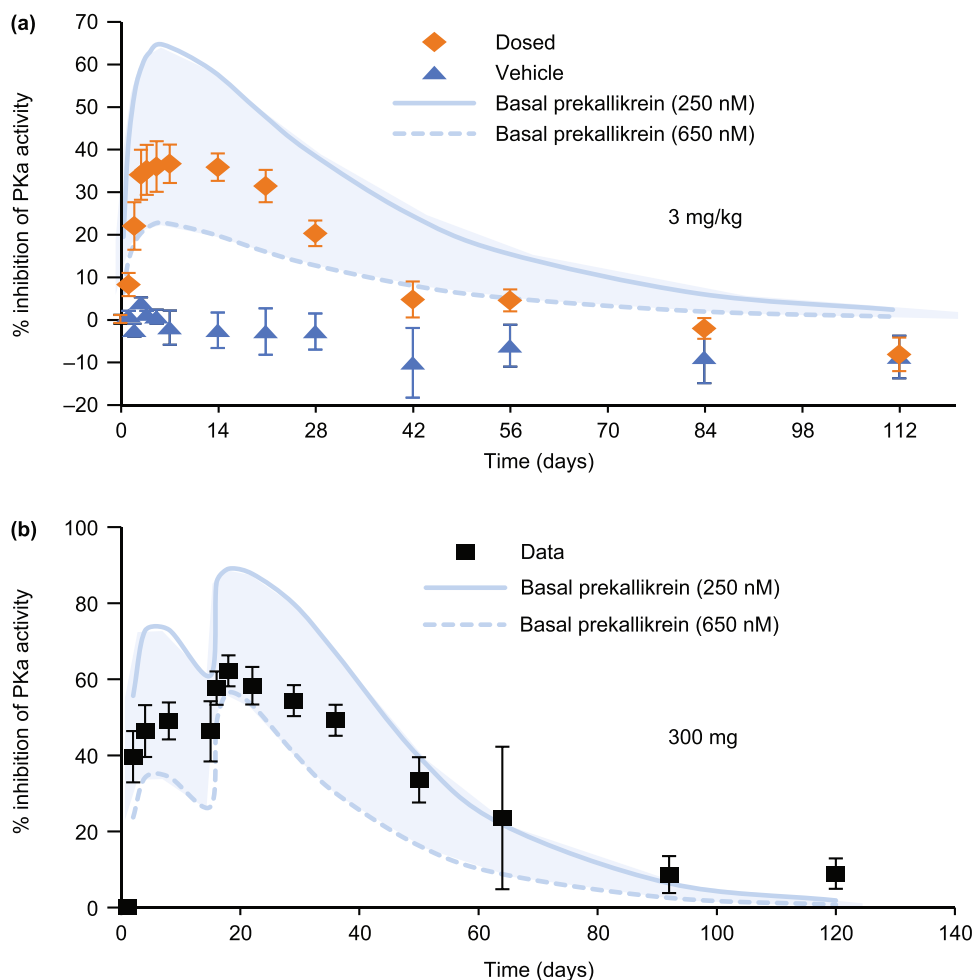 (a)
70
60
50
40
30
20
10
0
–10
–20
% inhibition of PKa activity
Dosed
Vehicle
Basal prekallikrein (250 nM)
Basal prekallikrein (650 nM)
3 mg/kg
0 14 28 42 56 70 84 98 112
Time (days)
(b)
100
80
60
40
20
0
% inhibition of PKa activity
Data
Basal prekallikrein (250 nM)
Basal prekallikrein (650 nM)
300 mg
0 20 40 60 80 100 120 140
Time (days)